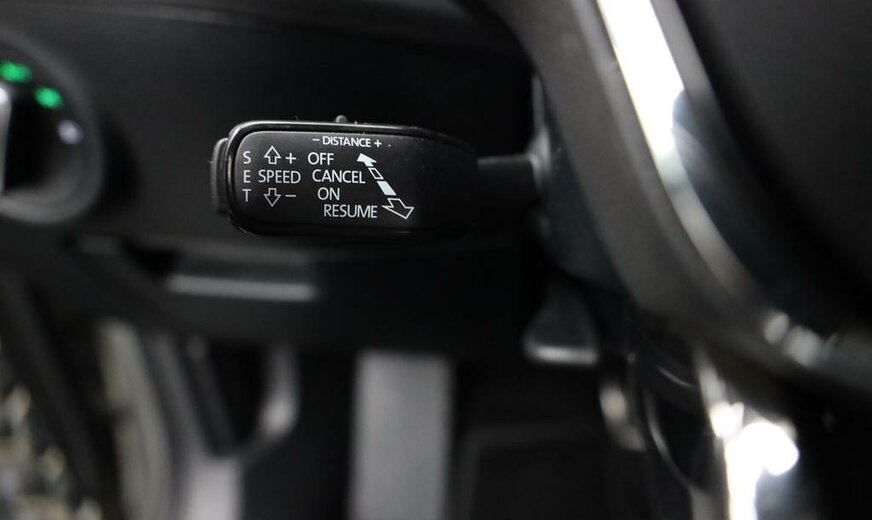 − DISTANCE +
S + OFF
E SPEED CANCEL
T − ON
RESUME